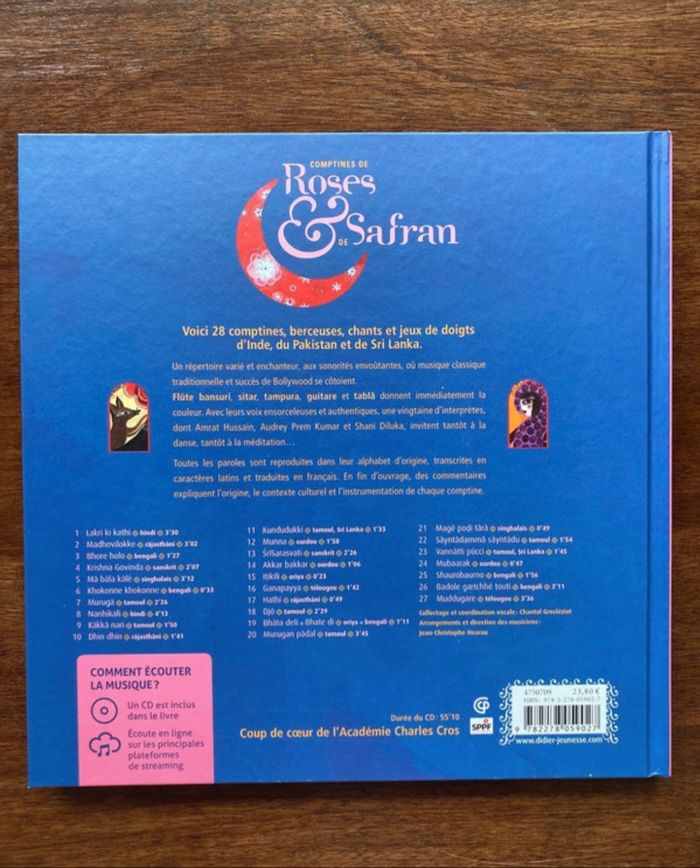 COMPTINES DE
Roses
& DE Safran
Voici 28 comptines, berceuses, chants et jeux de doigts
d'Inde, du Pakistan et de Sri Lanka.
Un répertoire varié et enchanteur, aux sonorités envoûtantes, où musique classique
traditionnelle et succès de Bollywood se côtoient.
Flûte bansuri, sitar, tampura, guitare et tablâ donnent immédiatement la
couleur. Avec leurs voix ensorceleuses et authentiques, une vingtaine d'interprètes,
dont Amrat Hussain, Audrey Prem Kumar et Shani Diluka, invitent tantôt à la
danse, tantôt à la méditation…
Toutes les paroles sont reproduites dans leur alphabet d'origine, transcrites en
caractères latins et traduites en français. En fin d'ouvrage, des commentaires
expliquent l'origine, le contexte culturel et l'instrumentation de chaque comptine.
1 Lakri ki kathi hindi 3'30
2 Madhovilokke râjasthâni 3'02
3 Bhore holo bengali 1'27
4 Krishna Govinda sanskrit 2'07
5 Mâ bâla kâlè singhalais 3'12
6 Khokonne khokonne bengali 0'33
7 Murugâ tamoul 2'26
8 Nanhikali hindi 4'13
9 Kâkkâ nari tamoul 1'50
10 Dhin dhin râjasthâni 1'41
11 Kundudukki tamoul, Sri Lanka 1'33
12 Munna ourdou 1'58
13 ŚrîSarasvati sanskrit 2'26
14 Akkar bakkar ourdou 1'06
15 Itikili oriya 0'23
16 Ganapayya télougou 1'42
17 Hathi râjasthâni 0'49
18 Djô tamoul 2'29
19 Bhâta deli Bhate di oriya bengali 1'11
20 Murugan pâdal tamoul 3'45
21 Magè podi târâ singhalais 0'49
22 Sâyntâdammâ sâyntâdu tamoul 1'54
23 Vannâtti pûcci tamoul, Sri Lanka 1'45
24 Mubaarak ourdou 0'47
25 Shaurobaurno bengali 1'56
26 Badole gætchhé touti bengali 3'11
27 Muddugare télougou 3'36
Collectage et coordination vocale : Chantal Grosléziat
Arrangements et direction des musiciens :
Jean-Christophe Hoarau
COMMENT ÉCOUTER
LA MUSIQUE ?
Un CD est inclus
dans le livre
Écoute en ligne
sur les principales
plateformes
de streaming
Durée du CD : 55'10
Coup de cœur de l'Académie Charles Cros
SPPF
4750709 23,80 €
ISBN : 978-2-278-05902-7
9 782278 059027
www.didier-jeunesse.com